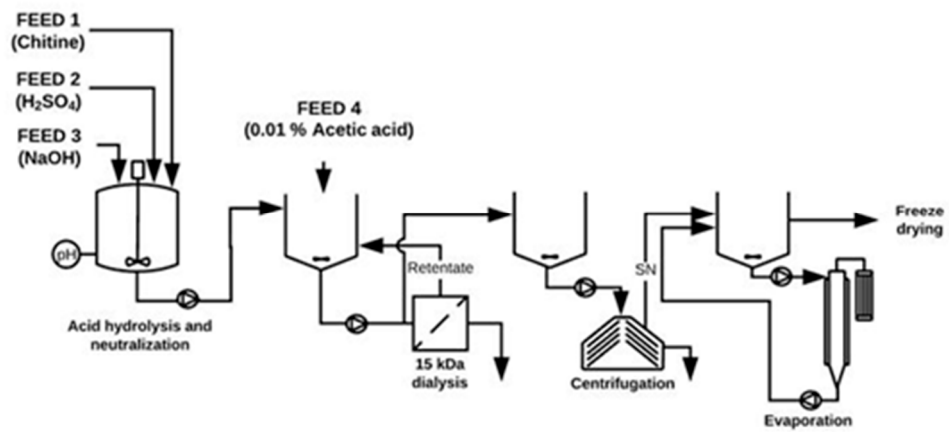 FEED 1
(Chitine)
FEED 2
(H₂SO₄)
FEED 3
(NaOH)
pH
Acid hydrolysis and
neutralization
FEED 4
(0.01 % Acetic acid)
Retentate
15 kDa
dialysis
SN
Centrifugation
Freeze
drying
Evaporation